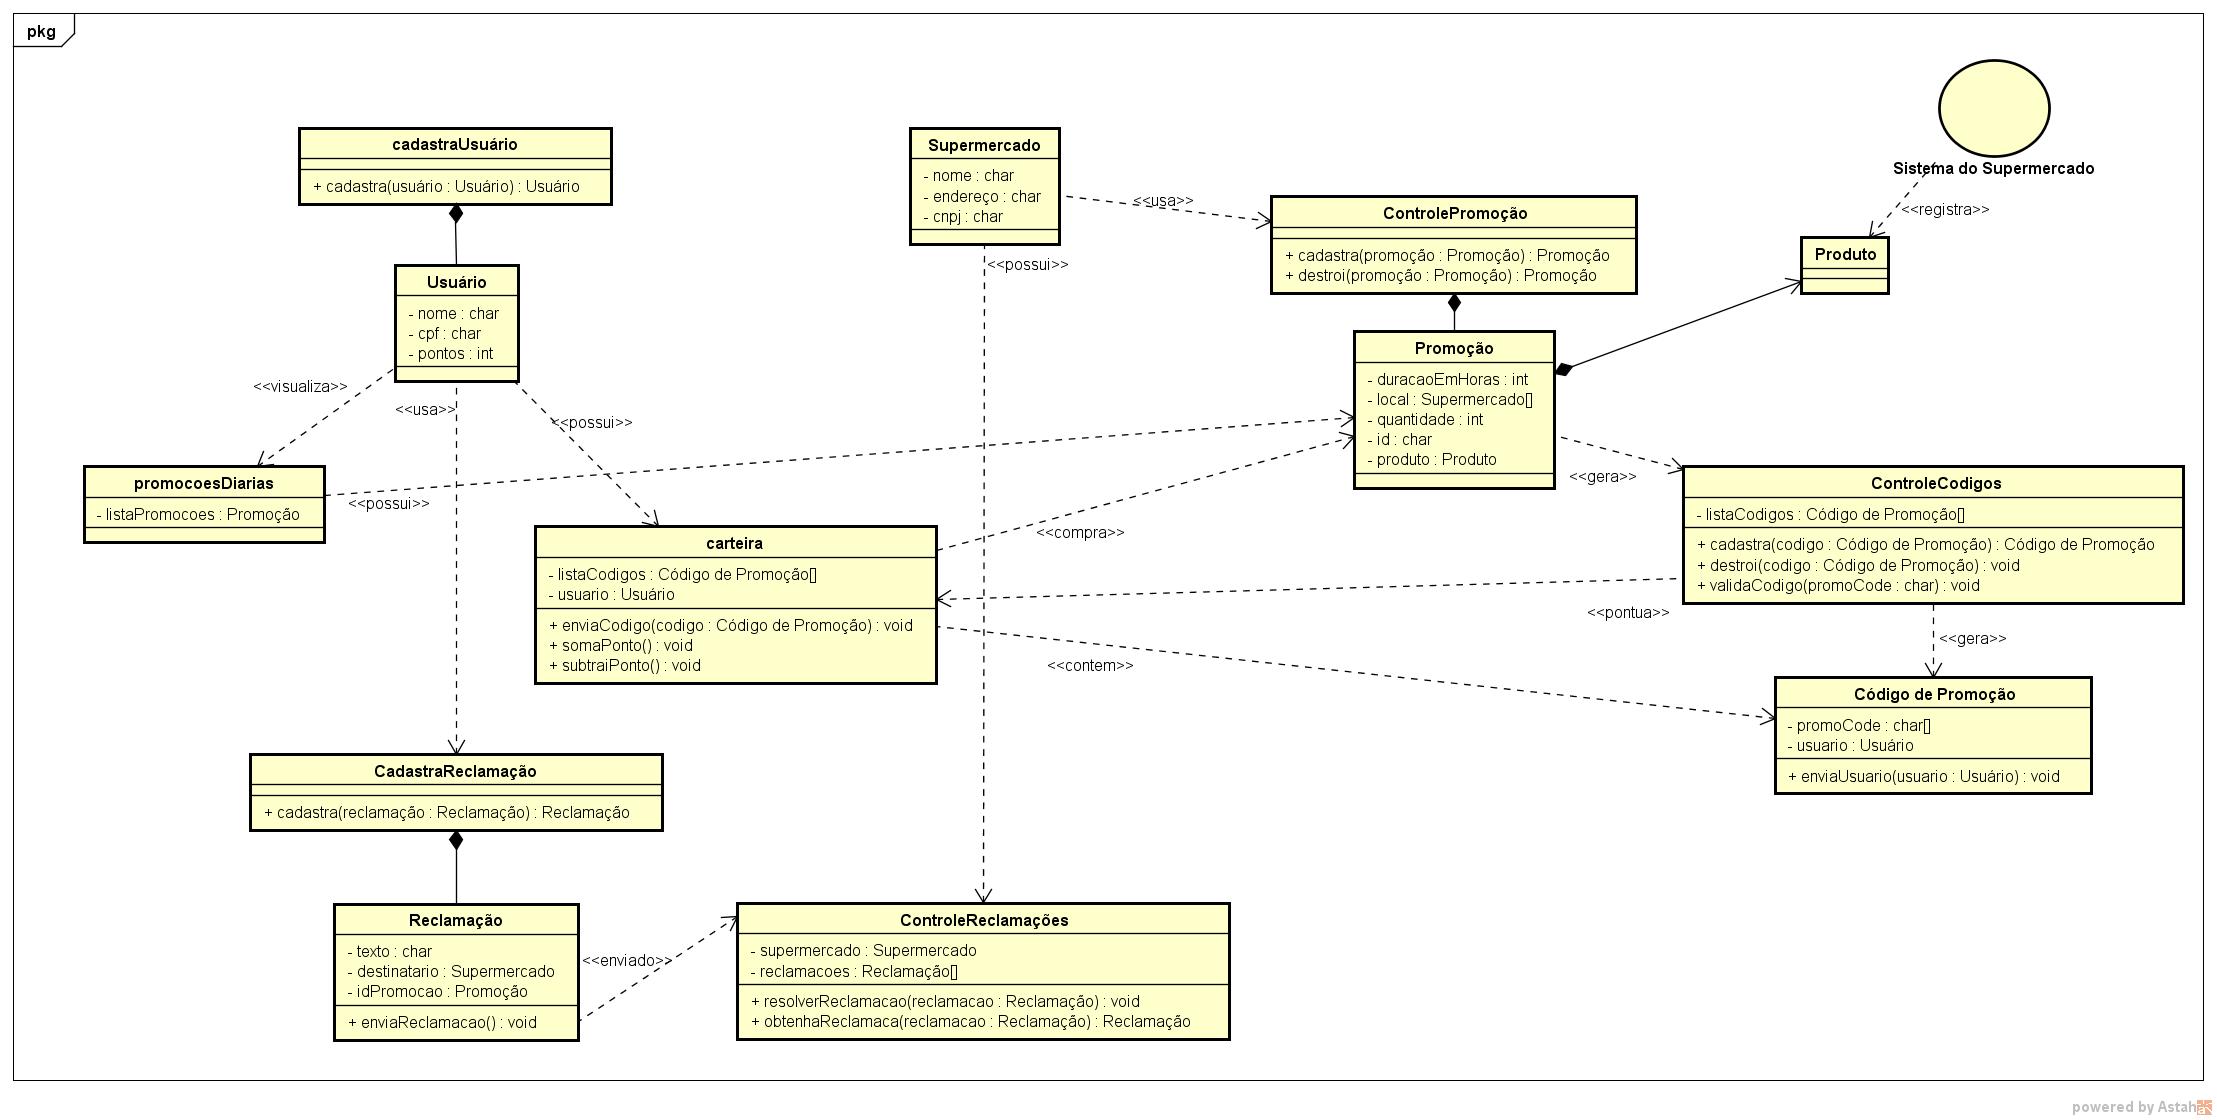 pkg
cadastraUsuário
+ cadastra(usuário : Usuário) : Usuário
Usuário
- nome : char
- cpf : char
- pontos : int
<<visualiza>>
<<usa>>
<<possui>>
promocoesDiarias
- listaPromocoes : Promoção
<<possui>>
Supermercado
- nome : char
- endereço : char
- cnpj : char
<<usa>>
<<possui>>
ControlePromoção
+ cadastra(promoção : Promoção) : Promoção
+ destroi(promoção : Promoção) : Promoção
Sistema do Supermercado
<<registra>>
Produto
Promoção
- duracaoEmHoras : int
- local : Supermercado[]
- quantidade : int
- id : char
- produto : Produto
<<gera>>
ControleCodigos
- listaCodigos : Código de Promoção[]
+ cadastra(codigo : Código de Promoção) : Código de Promoção
+ destroi(codigo : Código de Promoção) : void
+ validaCodigo(promoCode : char) : void
carteira
- listaCodigos : Código de Promoção[]
- usuario : Usuário
+ enviaCodigo(codigo : Código de Promoção) : void
+ somaPonto() : void
+ subtraiPonto() : void
<<compra>>
<<pontua>>
<<contem>>
<<gera>>
Código de Promoção
- promoCode : char[]
- usuario : Usuário
+ enviaUsuario(usuario : Usuário) : void
CadastraReclamação
+ cadastra(reclamação : Reclamação) : Reclamação
Reclamação
- texto : char
- destinatario : Supermercado
- idPromocao : Promoção
+ enviaReclamacao() : void
<<enviado>>
ControleReclamações
- supermercado : Supermercado
- reclamacoes : Reclamação[]
+ resolverReclamacao(reclamacao : Reclamação) : void
+ obtenhaReclamaca(reclamacao : Reclamação) : Reclamação
powered by Astah